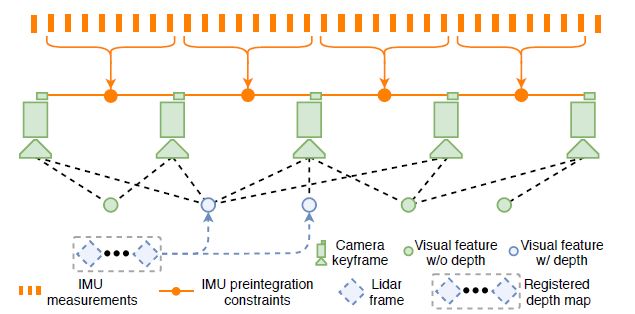 Camera
keyframe
Visual feature
w/o depth
Visual feature
w/ depth
IMU
measurements
IMU preintegration
constraints
Lidar
frame
Registered
depth map